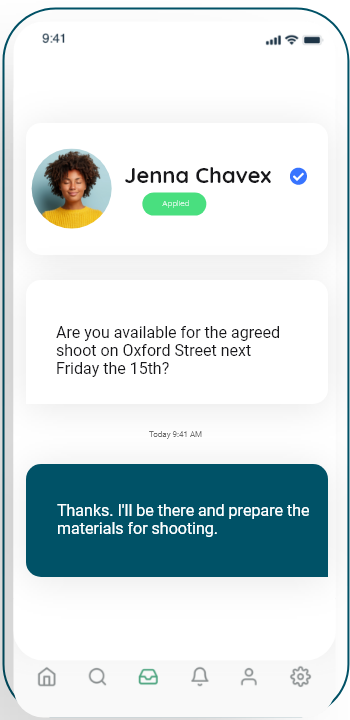 9:41
Jenna Chavex
Applied
Are you available for the agreed
shoot on Oxford Street next
Friday the 15th?
Today 9:41 AM
Thanks. I'll be there and prepare the
materials for shooting.